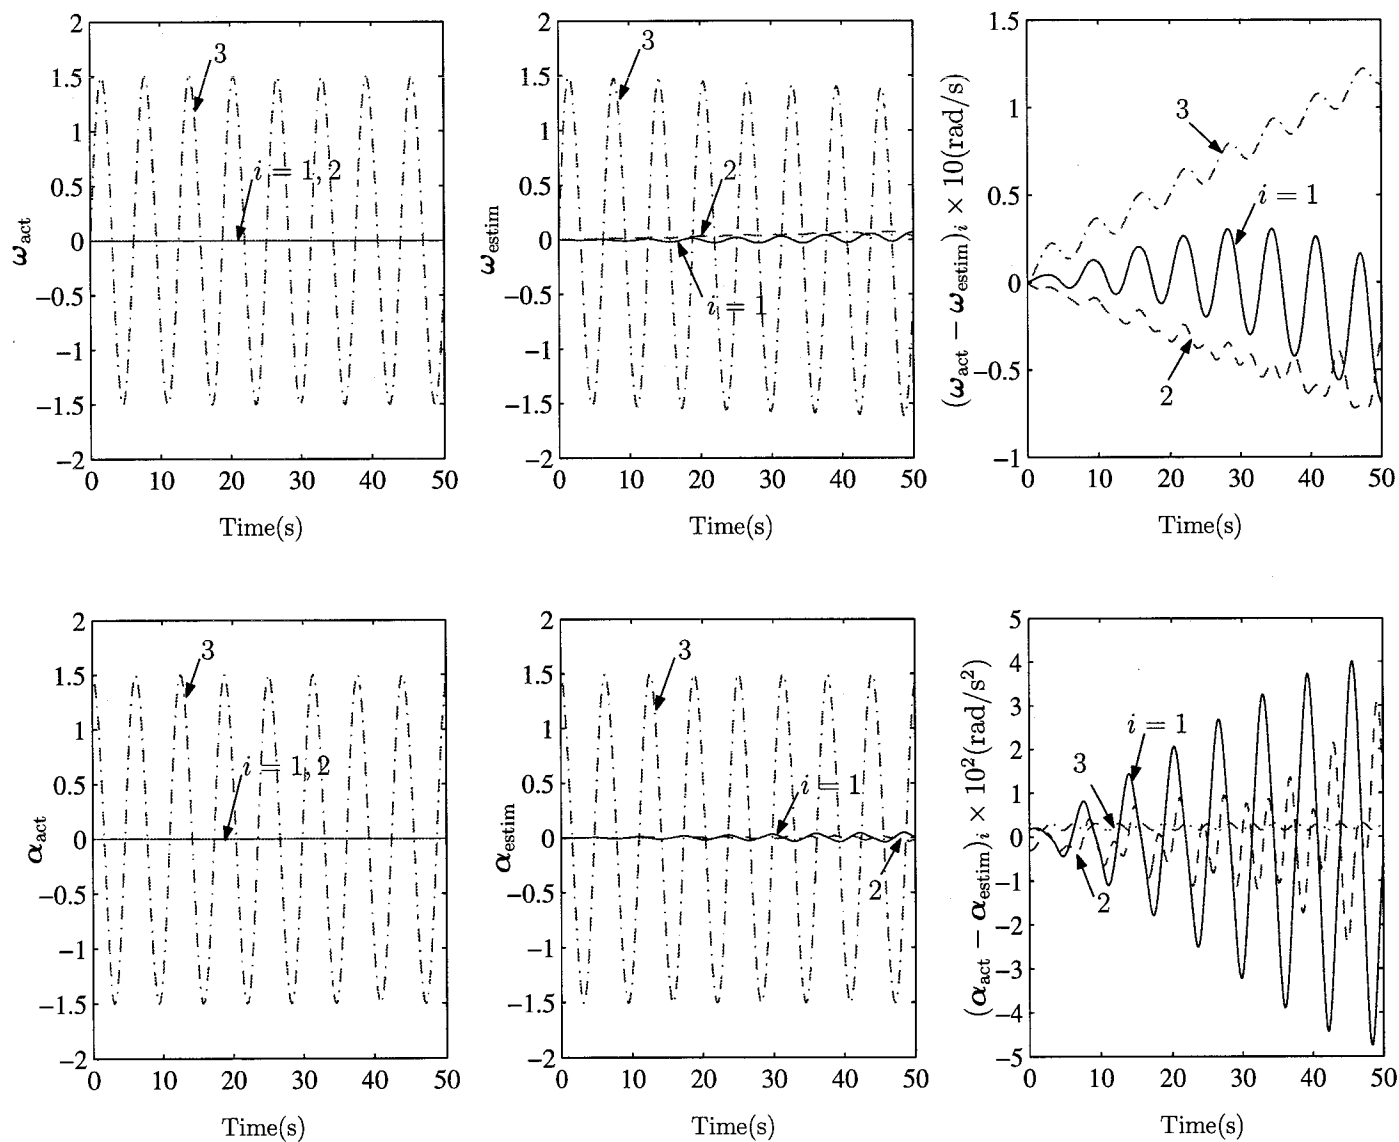 2
1.5
1
0.5
0
−0.5
−1
−1.5
−2
0 10 20 30 40 50
Time(s)
ω_act
3
i = 1, 2
2
1.5
1
0.5
0
−0.5
−1
−1.5
−2
0 10 20 30 40 50
Time(s)
ω_estim
3
2
i = 1
1.5
1
0.5
0
−0.5
−1
0 10 20 30 40 50
Time(s)
(ω_act − ω_estim)_i × 10(rad/s)
3
i = 1
2
2
1.5
1
0.5
0
−0.5
−1
−1.5
−2
0 10 20 30 40 50
Time(s)
α_act
3
i = 1, 2
2
1.5
1
0.5
0
−0.5
−1
−1.5
−2
0 10 20 30 40 50
Time(s)
α_estim
3
i = 1
2
5
4
3
2
1
0
−1
−2
−3
−4
−5
0 10 20 30 40 50
Time(s)
(α_act − α_estim)_i × 10²(rad/s²)
i = 1
3
2